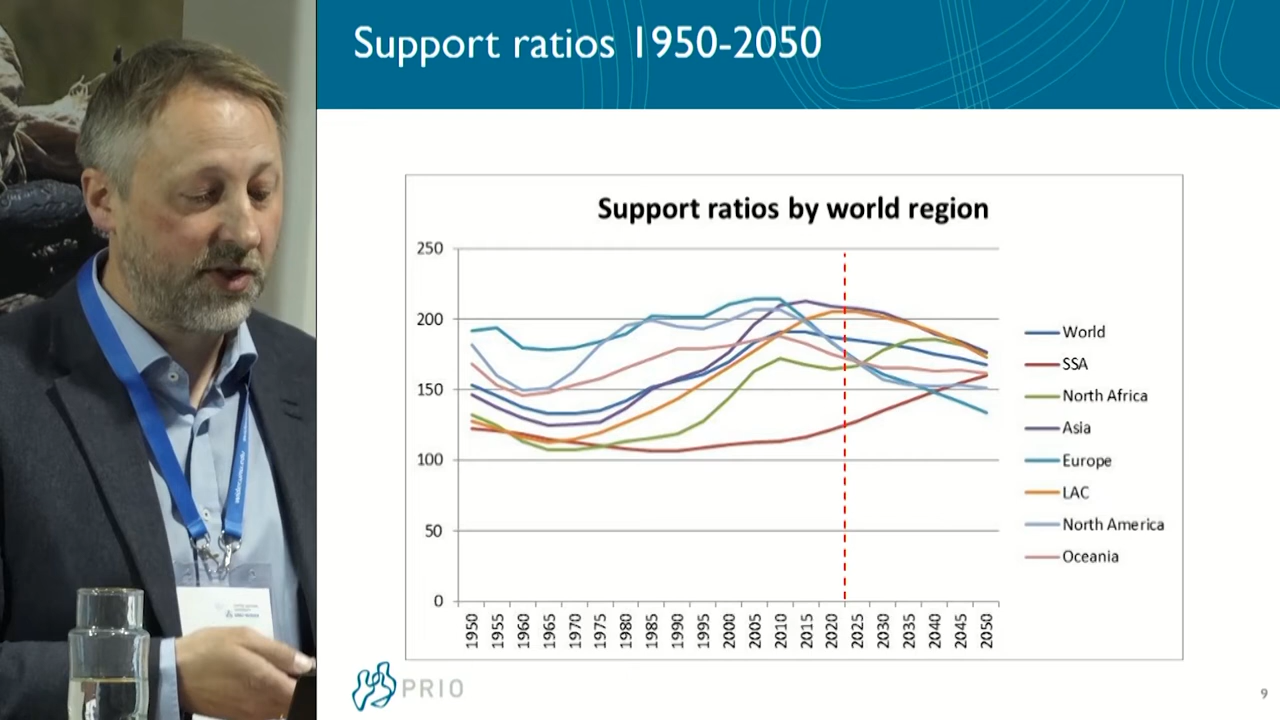 Support ratios 1950-2050
Support ratios by world region
250
200
150
100
50
0
1950
1955
1960
1965
1970
1975
1980
1985
1990
1995
2000
2005
2010
2015
2020
2025
2030
2035
2040
2045
2050
World
SSA
North Africa
Asia
Europe
LAC
North America
Oceania
PRIO
9